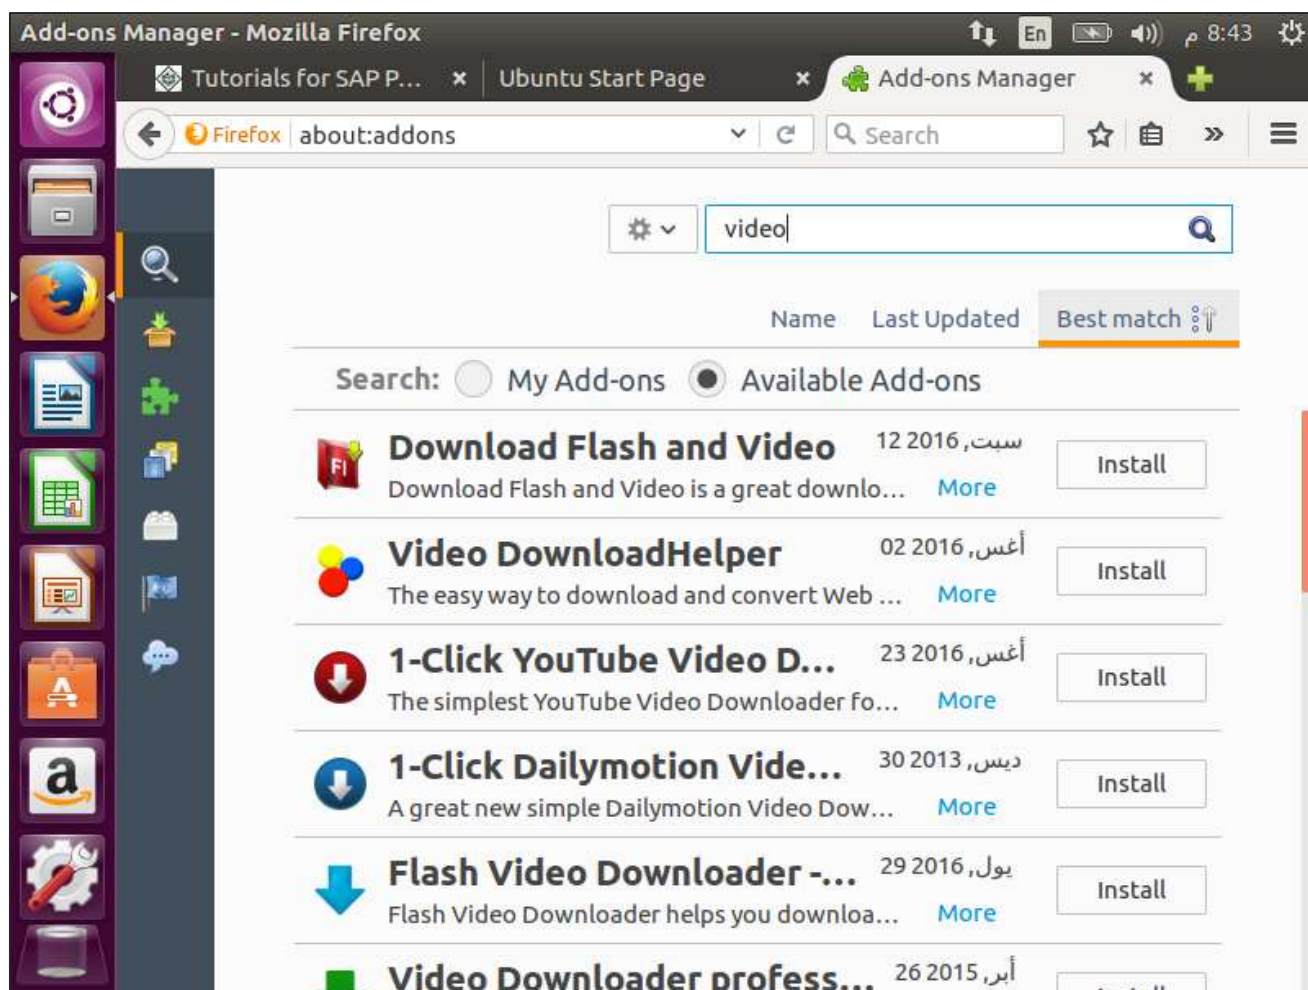 Add-ons Manager - Mozilla Firefox En م 8:43
Tutorials for SAP P... Ubuntu Start Page Add-ons Manager
Firefox about:addons Search
video
Name Last Updated Best match
Search: My Add-ons Available Add-ons
Download Flash and Video سبت, 2016 12
Install
Download Flash and Video is a great downlo... More
Video DownloadHelper أغس, 2016 02
Install
The easy way to download and convert Web ... More
1-Click YouTube Video D... أغس, 2016 23
Install
The simplest YouTube Video Downloader fo... More
1-Click Dailymotion Vide... ديس, 2013 30
Install
A great new simple Dailymotion Video Dow... More
Flash Video Downloader -... يول, 2016 29
Install
Flash Video Downloader helps you downloa... More
Video Downloader profess... أبر, 2015 26